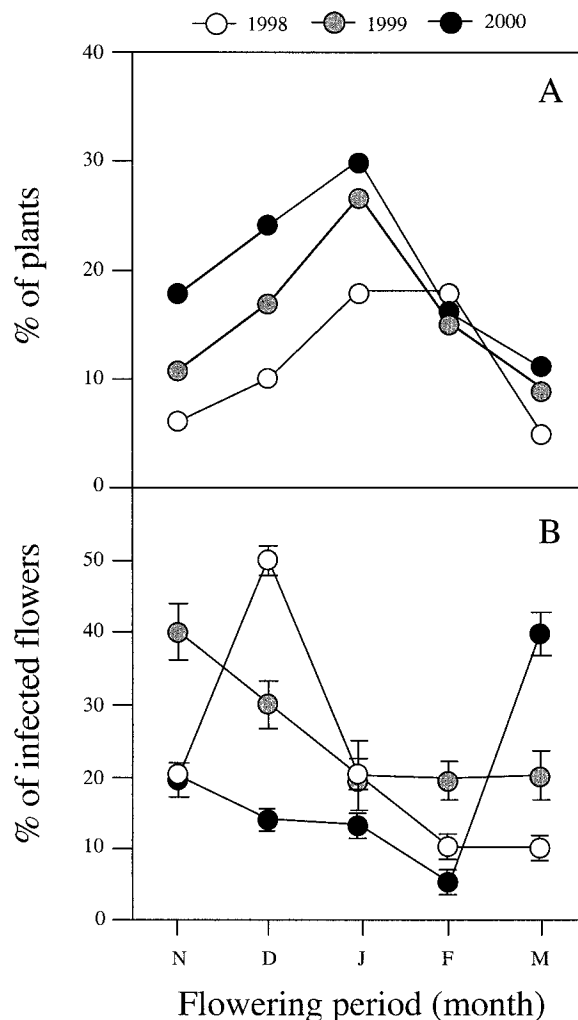 1998 1999 2000
40
A
30
% of plants
20
10
0
B
50
% of infected flowers
40
30
20
10
0
N D J F M
Flowering period (month)